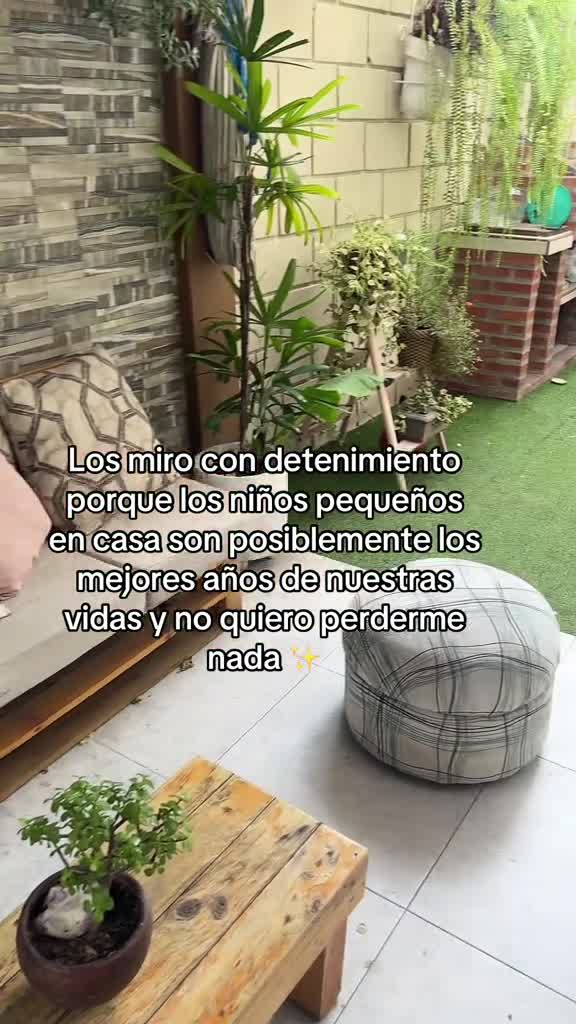 Los miro con detenimiento
porque los niños pequeños
en casa son posiblemente los
mejores años de nuestras
vidas y no quiero perderme
nada ✨